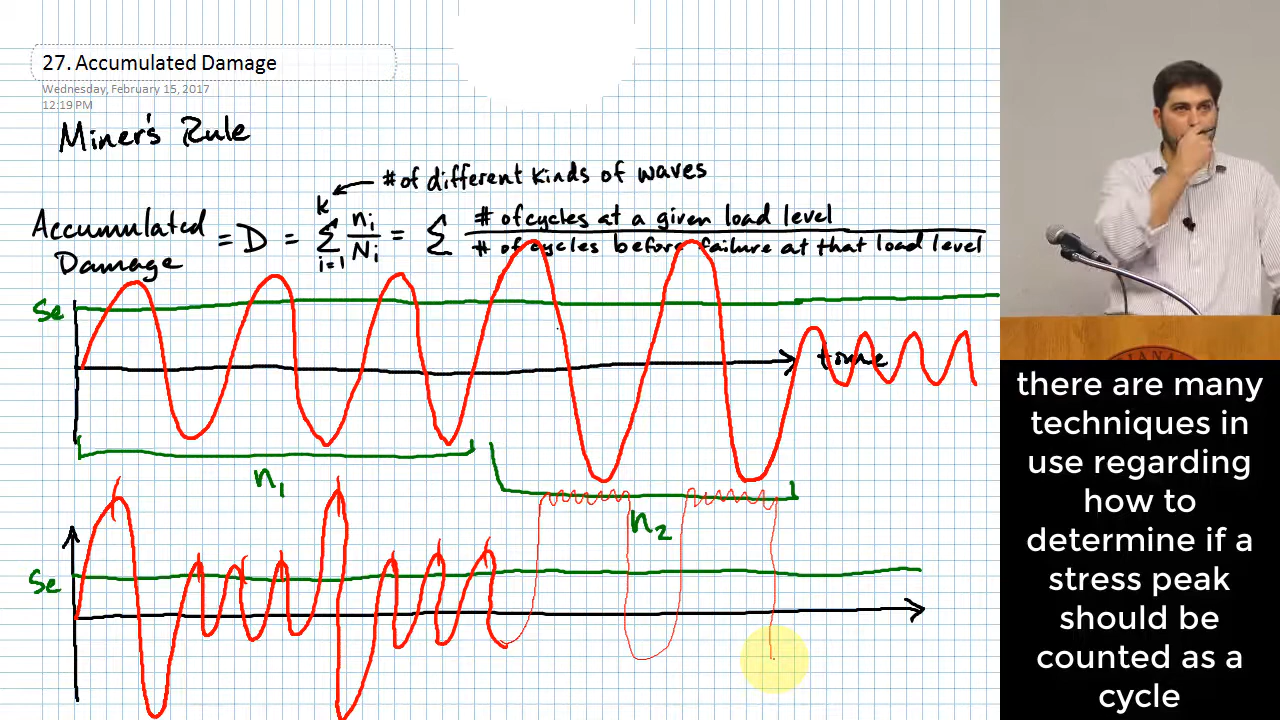 27. Accumulated Damage
Wednesday, February 15, 2017
12:19 PM
Miner's Rule
# of different kinds of waves
Accumulated Damage = D = k Σ i=1 ni/Ni = Σ # of cycles at a given load level / # of cycles before failure at that load level
Se
time
n1
n2
Se
there are many
techniques in
use regarding
how to
determine if a
stress peak
should be
counted as a
cycle